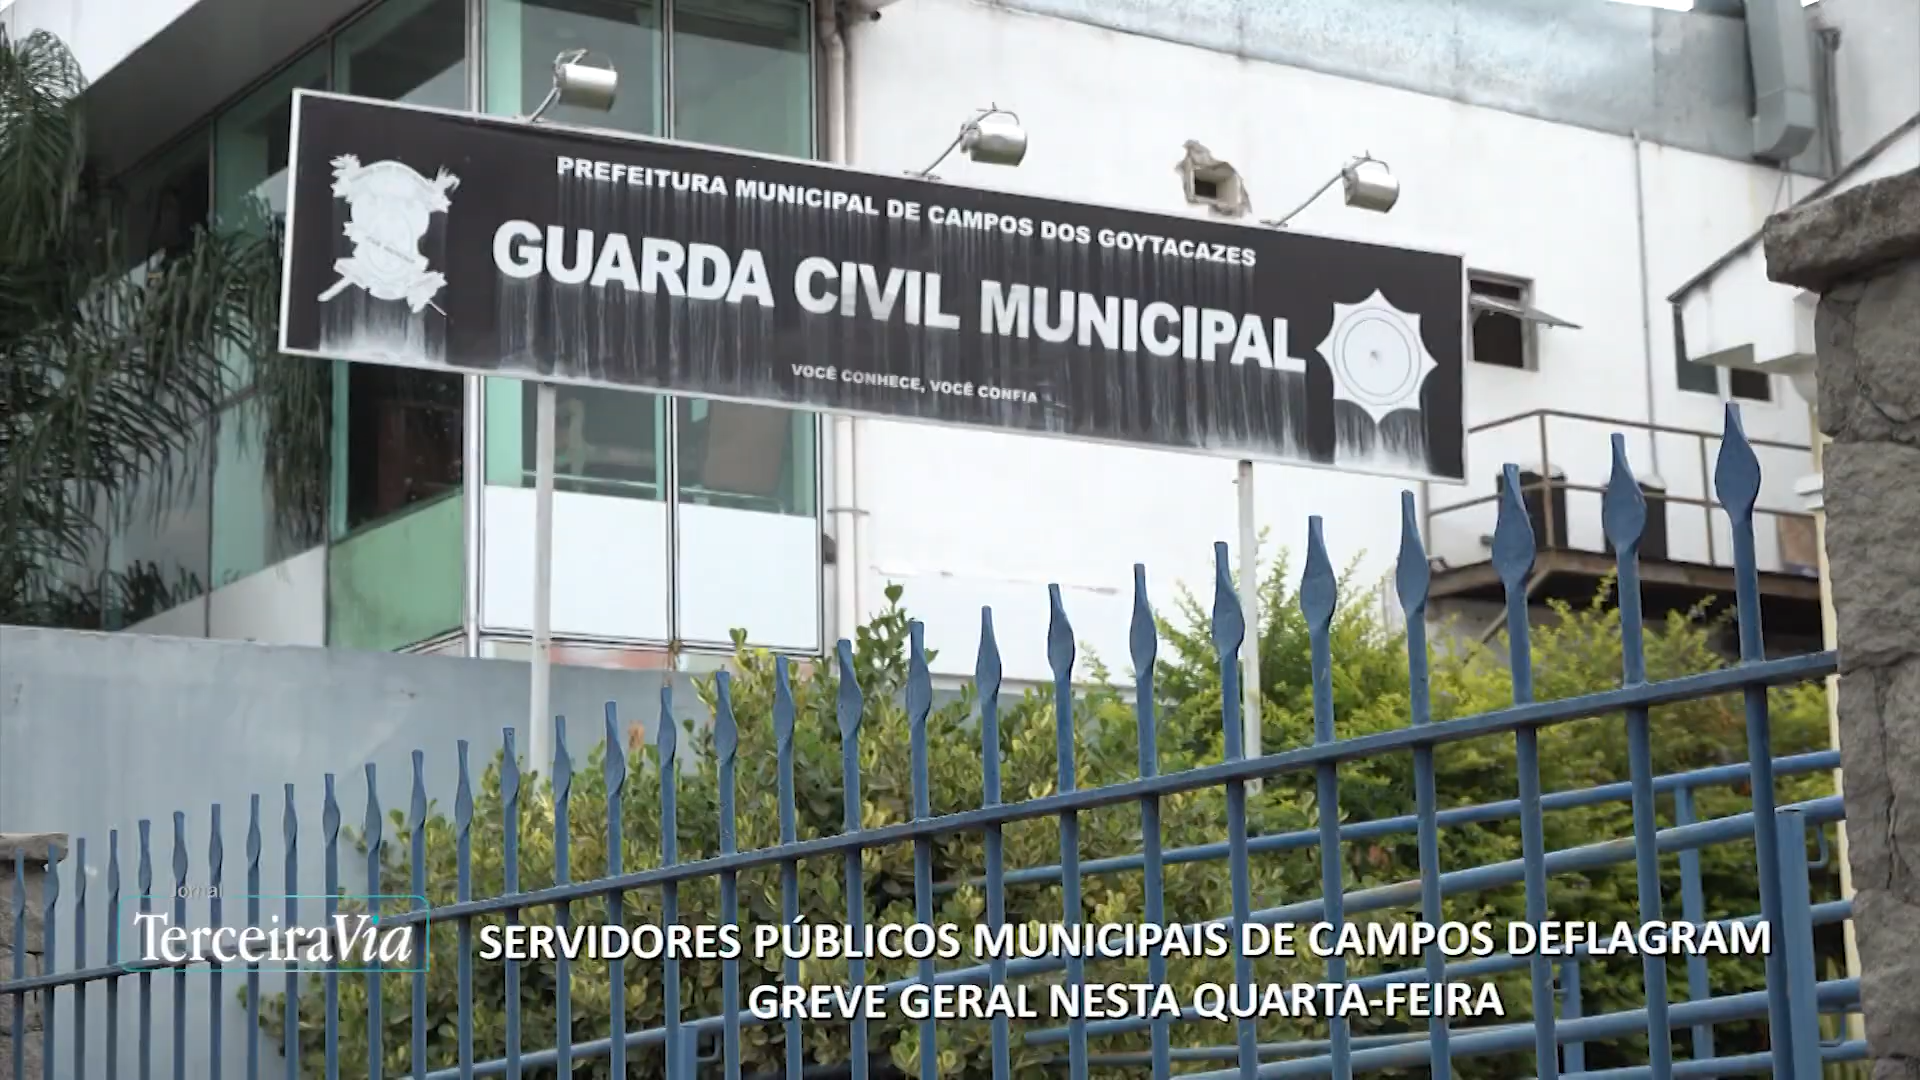 PREFEITURA MUNICIPAL DE CAMPOS DOS GOYTACAZES
GUARDA CIVIL MUNICIPAL
VOCÊ CONHECE, VOCÊ CONFIA
Jornal
TerceiraVia
SERVIDORES PÚBLICOS MUNICIPAIS DE CAMPOS DEFLAGRAM
GREVE GERAL NESTA QUARTA-FEIRA